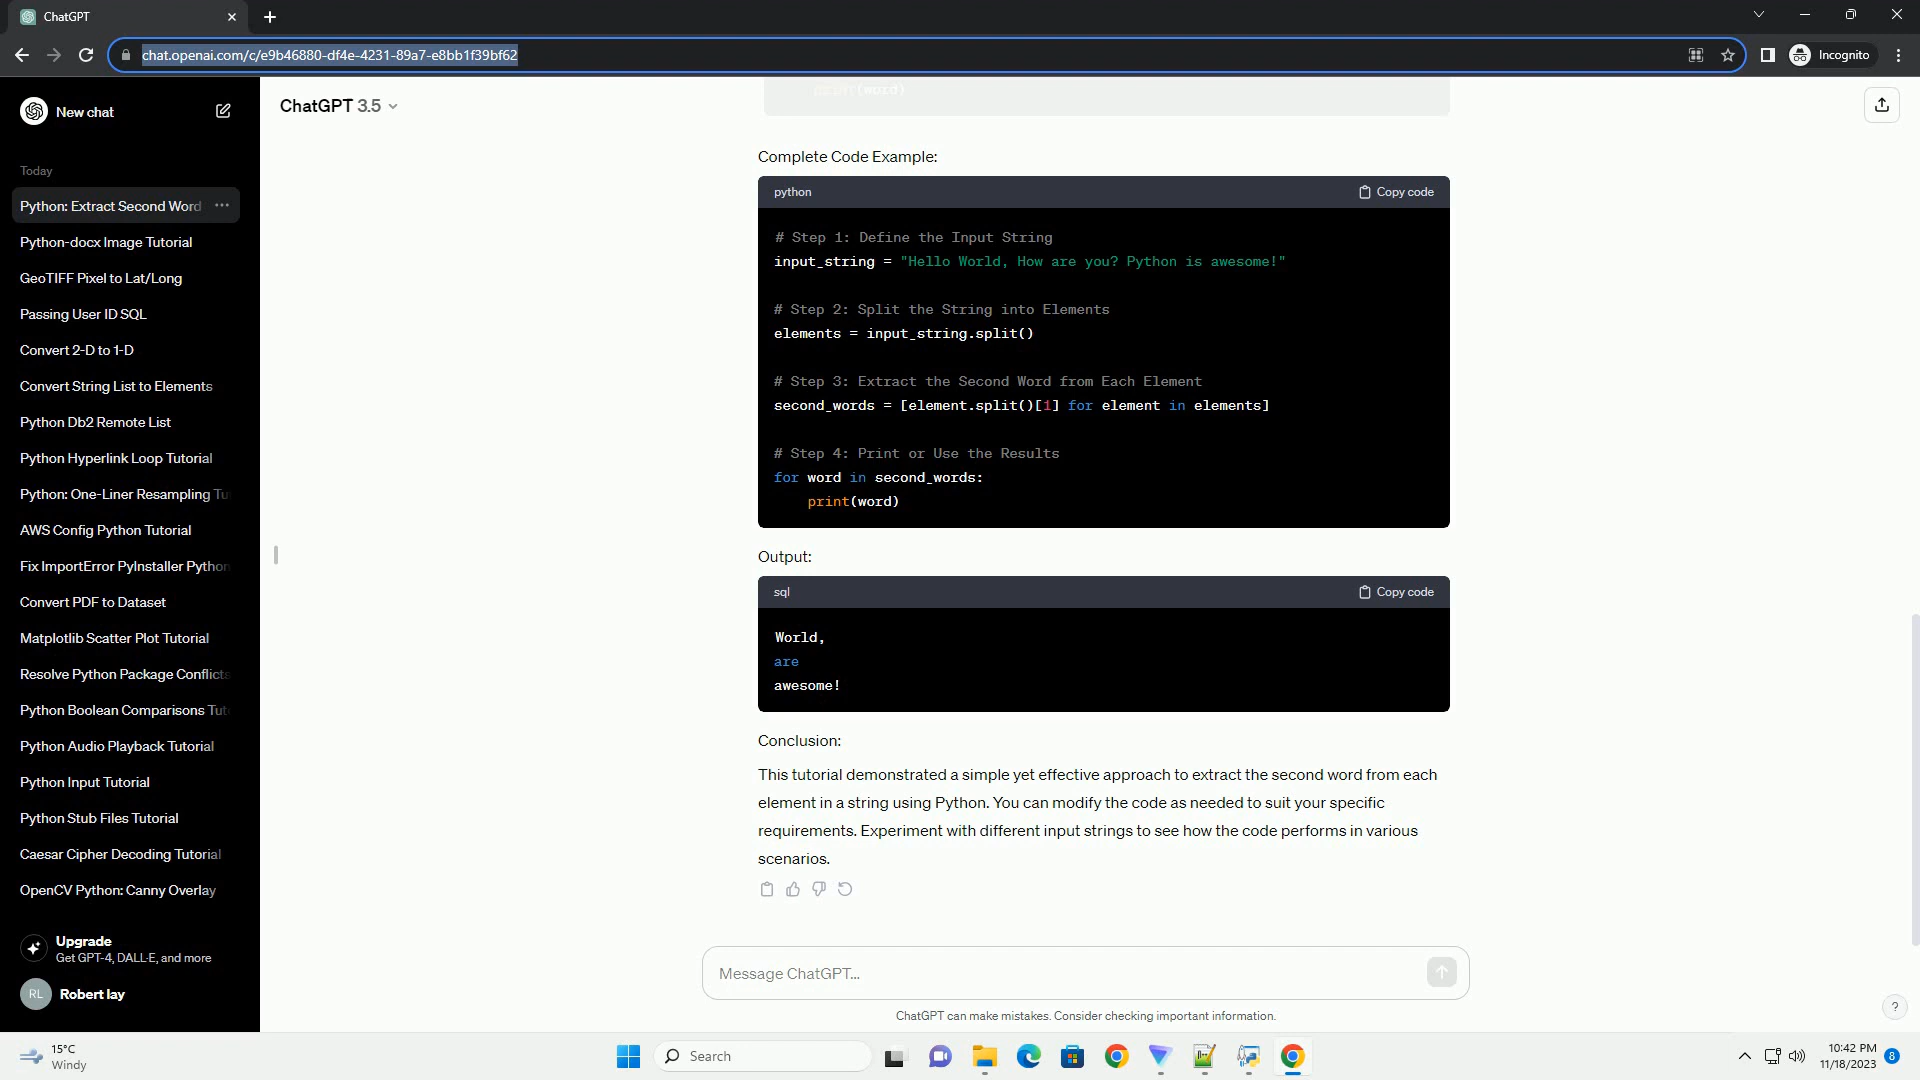 ChatGPT
chat.openai.com/c/e9b46880-df4e-4231-89a7-e8bb1f39bf62
Incognito
New chat
Today
Python: Extract Second Word
Python-docx Image Tutorial
GeoTIFF Pixel to Lat/Long
Passing User ID SQL
Convert 2-D to 1-D
Convert String List to Elements
Python Db2 Remote List
Python Hyperlink Loop Tutorial
Python: One-Liner Resampling Tu
AWS Config Python Tutorial
Fix ImportError PyInstaller Python
Convert PDF to Dataset
Matplotlib Scatter Plot Tutorial
Resolve Python Package Conflicts
Python Boolean Comparisons Tut
Python Audio Playback Tutorial
Python Input Tutorial
Python Stub Files Tutorial
Caesar Cipher Decoding Tutorial
OpenCV Python: Canny Overlay
Upgrade
Get GPT-4, DALL·E, and more
RL
Robert lay
ChatGPT 3.5
print(word)
Complete Code Example:
python
Copy code
# Step 1: Define the Input String
input_string = "Hello World, How are you? Python is awesome!"
# Step 2: Split the String into Elements
elements = input_string.split()
# Step 3: Extract the Second Word from Each Element
second_words = [element.split()[1] for element in elements]
# Step 4: Print or Use the Results
for word in second_words:
print(word)
Output:
sql
Copy code
World,
are
awesome!
Conclusion:
This tutorial demonstrated a simple yet effective approach to extract the second word from each
element in a string using Python. You can modify the code as needed to suit your specific
requirements. Experiment with different input strings to see how the code performs in various
scenarios.
Message ChatGPT...
ChatGPT can make mistakes. Consider checking important information.
?
15°C
Windy
Search
10:42 PM
11/18/2023
8